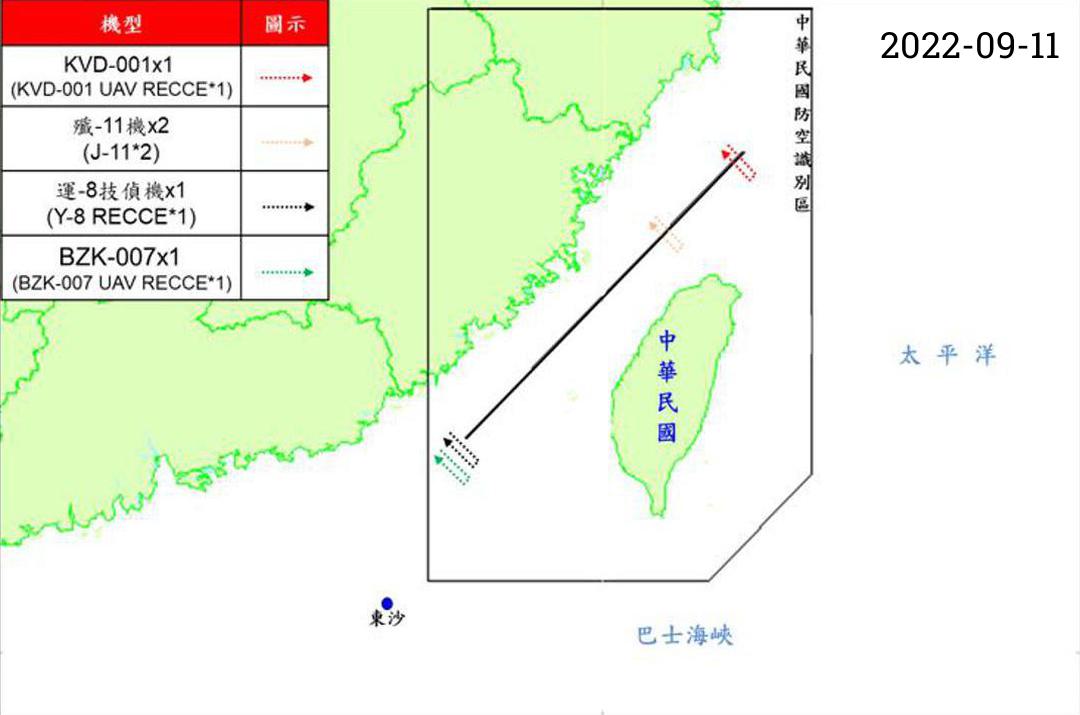 機型 圖示
KVD-001x1
(KVD-001 UAV RECCE*1)
殲-11機x2
(J-11*2)
運-8技偵機x1
(Y-8 RECCE*1)
BZK-007x1
(BZK-007 UAV RECCE*1)
2022-09-11
中華民國防空識別區
中華民國
太平洋
東沙
巴士海峽